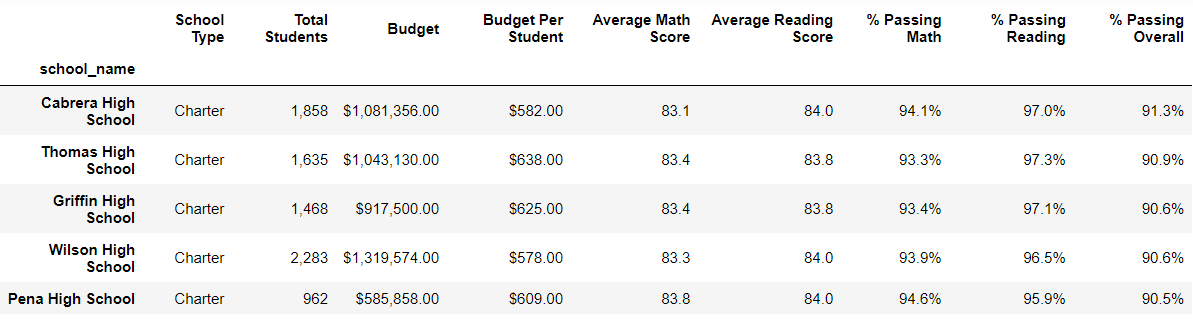 School Type Total Students Budget Budget Per Student Average Math Score Average Reading Score % Passing Math % Passing Reading % Passing Overall
school_name
Cabrera High School Charter 1,858 $1,081,356.00 $582.00 83.1 84.0 94.1% 97.0% 91.3%
Thomas High School Charter 1,635 $1,043,130.00 $638.00 83.4 83.8 93.3% 97.3% 90.9%
Griffin High School Charter 1,468 $917,500.00 $625.00 83.4 83.8 93.4% 97.1% 90.6%
Wilson High School Charter 2,283 $1,319,574.00 $578.00 83.3 84.0 93.9% 96.5% 90.6%
Pena High School Charter 962 $585,858.00 $609.00 83.8 84.0 94.6% 95.9% 90.5%